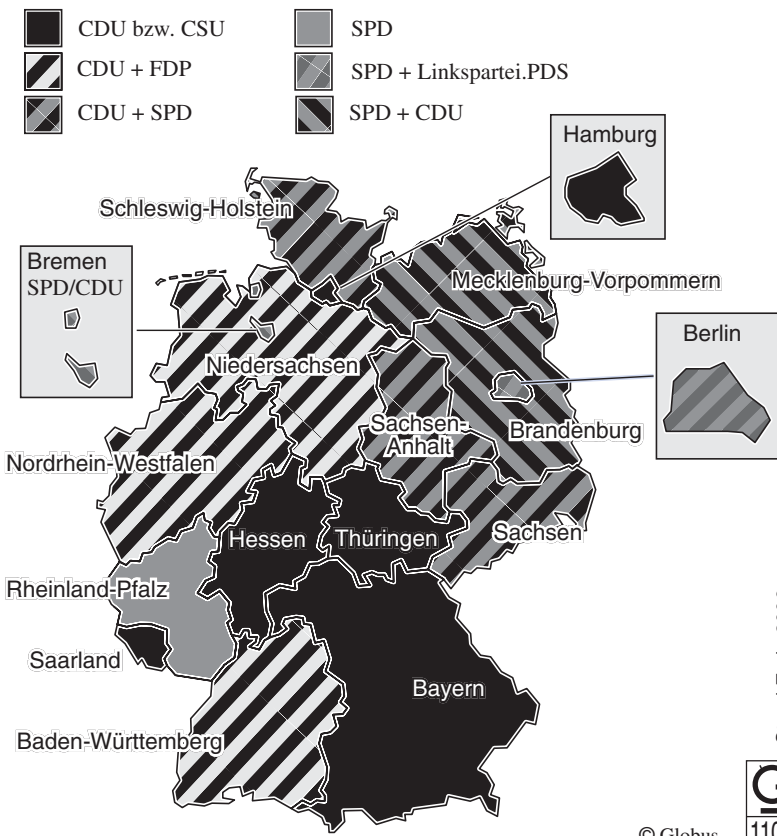 CDU bzw. CSU
SPD
CDU + FDP
SPD + Linkspartei.PDS
CDU + SPD
SPD + CDU
Hamburg
Schleswig-Holstein
Bremen
SPD/CDU
Mecklenburg-Vorpommern
Berlin
Niedersachsen
Sachsen-
Anhalt
Brandenburg
Nordrhein-Westfalen
Hessen
Thüringen
Sachsen
Rheinland-Pfalz
Saarland
Bayern
Baden-Württemberg
© Globus
110